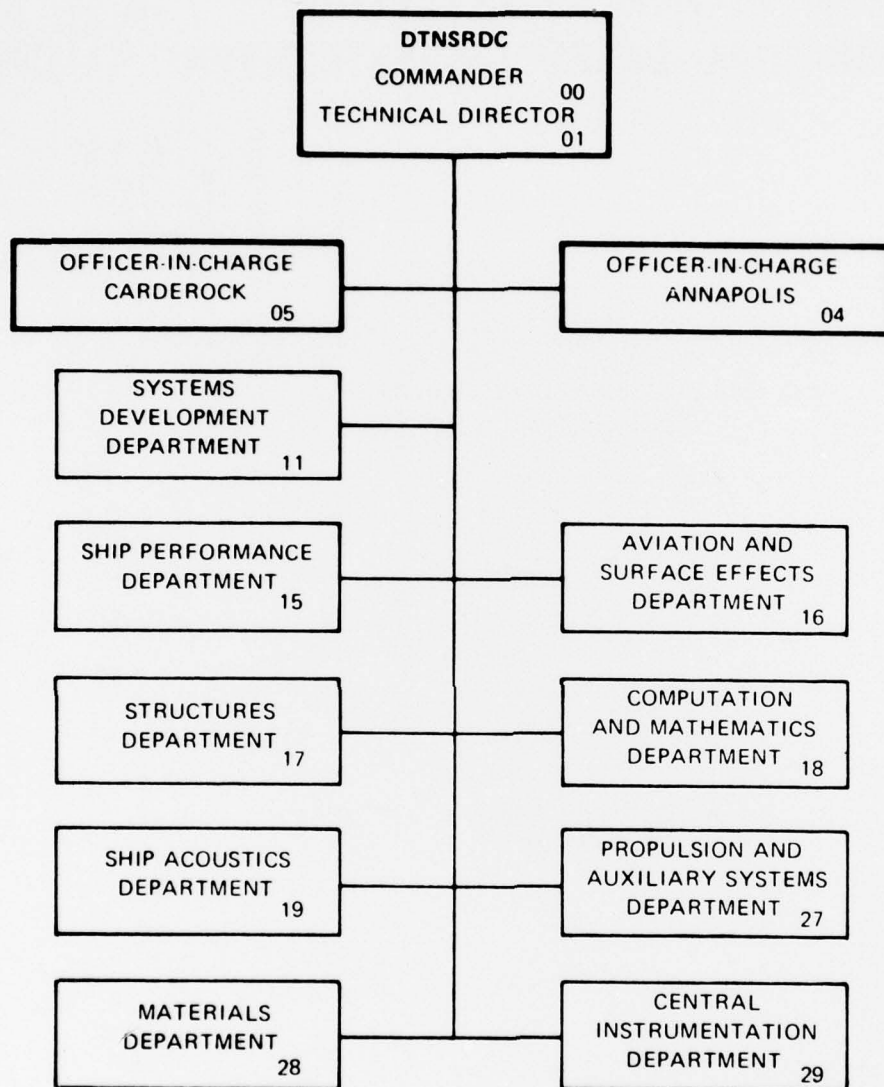 DTNSRDC
COMMANDER
00
TECHNICAL DIRECTOR
01
OFFICER-IN-CHARGE
CARDEROCK
05
OFFICER-IN-CHARGE
ANNAPOLIS
04
SYSTEMS
DEVELOPMENT
DEPARTMENT
11
SHIP PERFORMANCE
DEPARTMENT
15
AVIATION AND
SURFACE EFFECTS
DEPARTMENT
16
STRUCTURES
DEPARTMENT
17
COMPUTATION
AND MATHEMATICS
DEPARTMENT
18
SHIP ACOUSTICS
DEPARTMENT
19
PROPULSION AND
AUXILIARY SYSTEMS
DEPARTMENT
27
MATERIALS
DEPARTMENT
28
CENTRAL
INSTRUMENTATION
DEPARTMENT
29